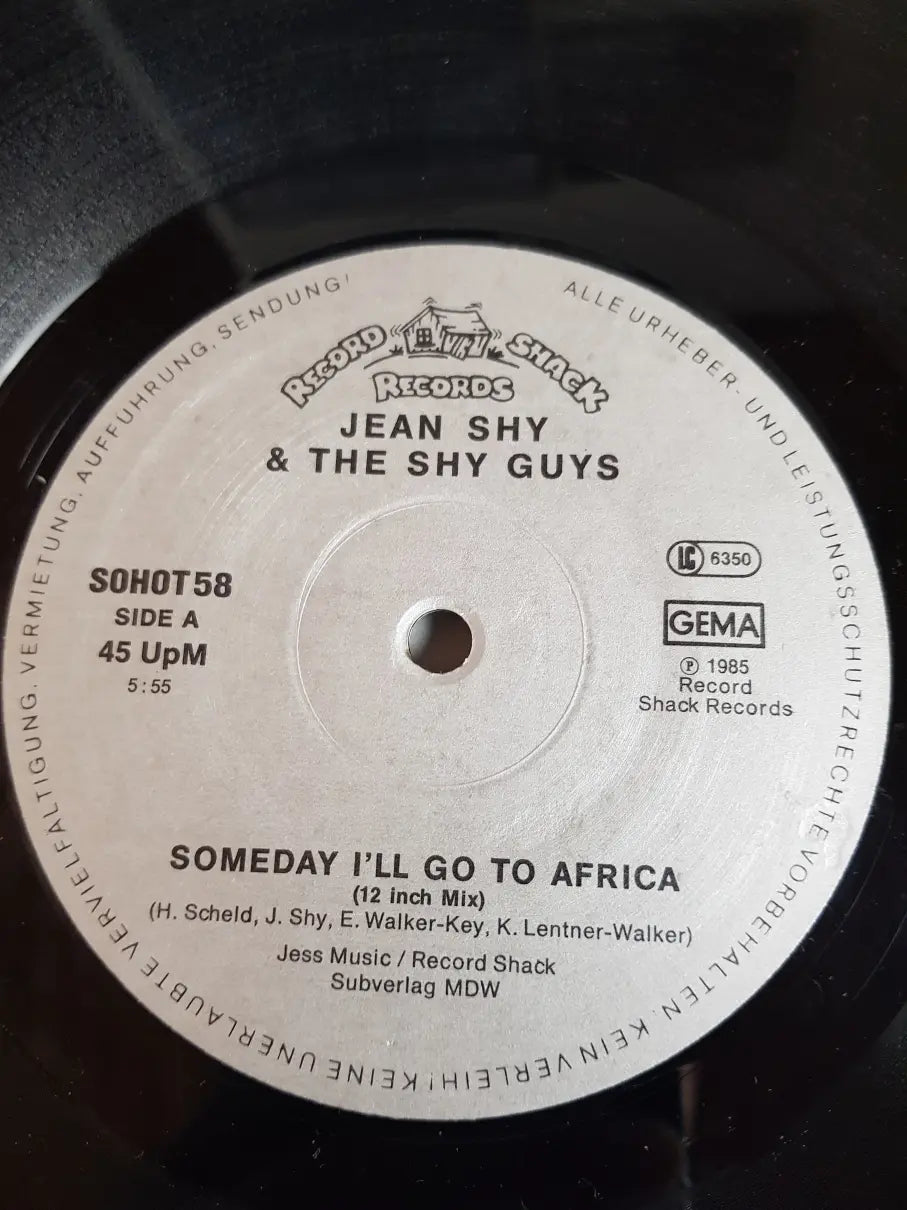 ALLE URHEBER- UND LEISTUNGSSCHUTZRECHTE VORBEHALTEN. KEIN VERLEIH! KEINE UNERLAUBTE VERVIELFÄLTIGUNG, VERMIETUNG, AUFFÜHRUNG, SENDUNG!
RECORD SHACK
RECORDS
JEAN SHY
& THE SHY GUYS
SOHOT58
SIDE A
45 UpM
5:55
LC 6350
GEMA
℗ 1985
Record
Shack Records
SOMEDAY I'LL GO TO AFRICA
(12 inch Mix)
(H. Scheld, J. Shy, E. Walker-Key, K. Lentner-Walker)
Jess Music / Record Shack
Subverlag MDW